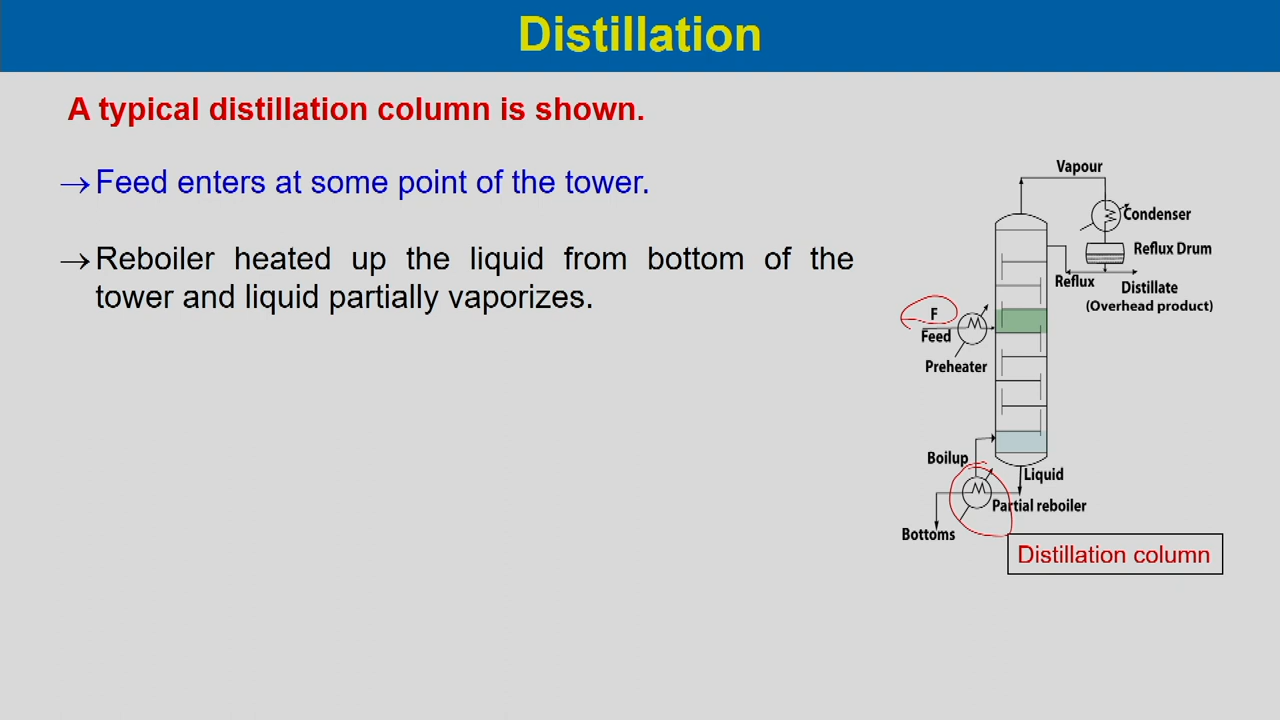 Distillation
A typical distillation column is shown.
→ Feed enters at some point of the tower.
→ Reboiler heated up the liquid from bottom of the
tower and liquid partially vaporizes.
Vapour
Condenser
Reflux Drum
Reflux
Distillate
(Overhead product)
F
Feed
Preheater
Boilup
Liquid
Partial reboiler
Bottoms
Distillation column